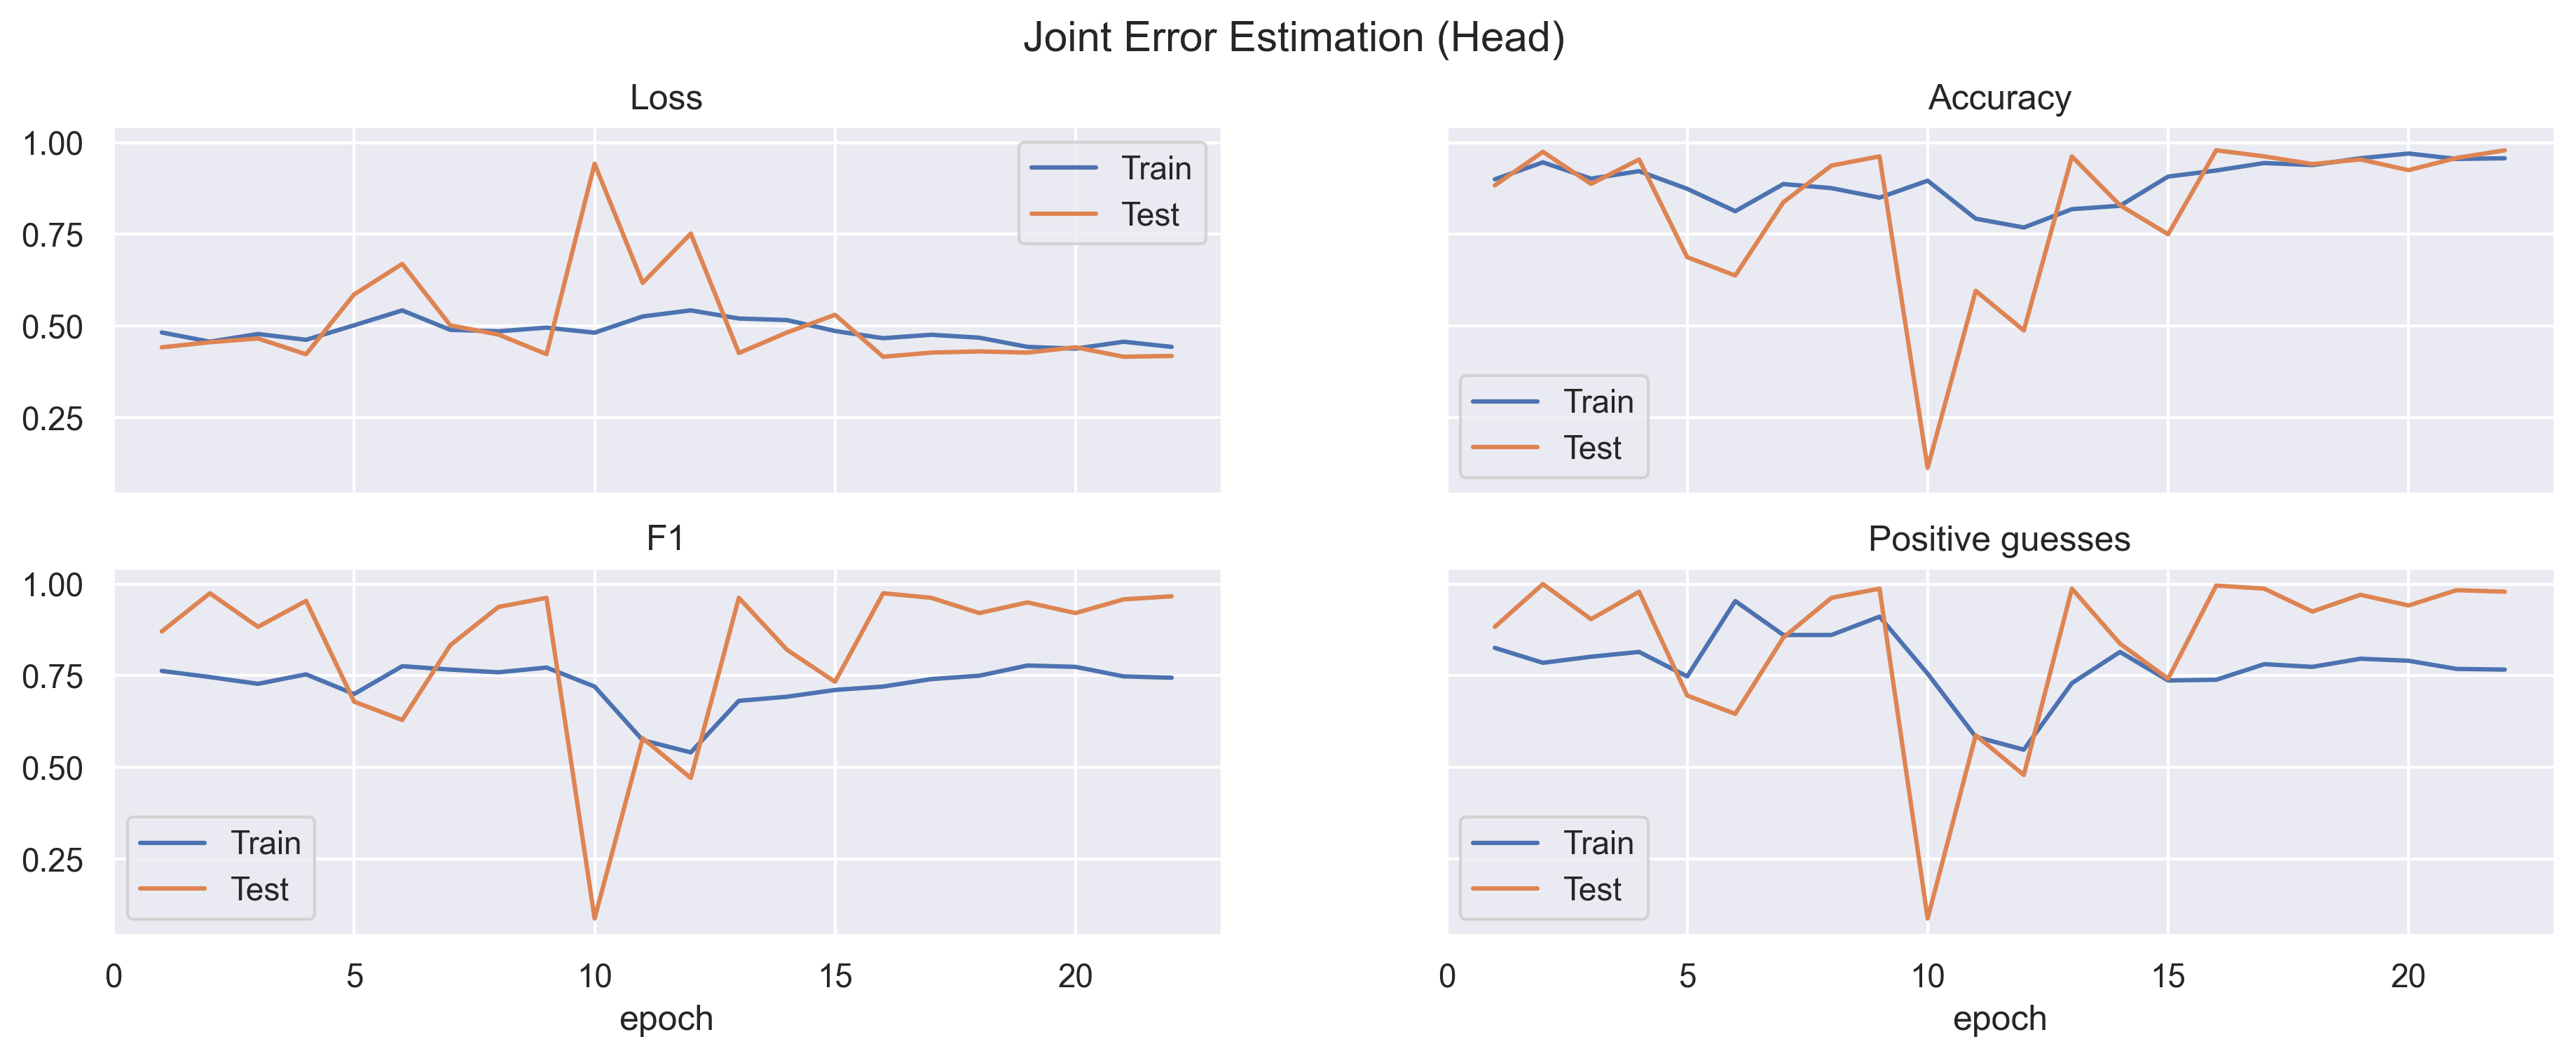 Joint Error Estimation (Head)
Loss
Accuracy
1.00
0.75
0.50
0.25
Train
Test
Train
Test
F1
Positive guesses
1.00
0.75
0.50
0.25
Train
Test
Train
Test
0 5 10 15 20
0 5 10 15 20
epoch
epoch